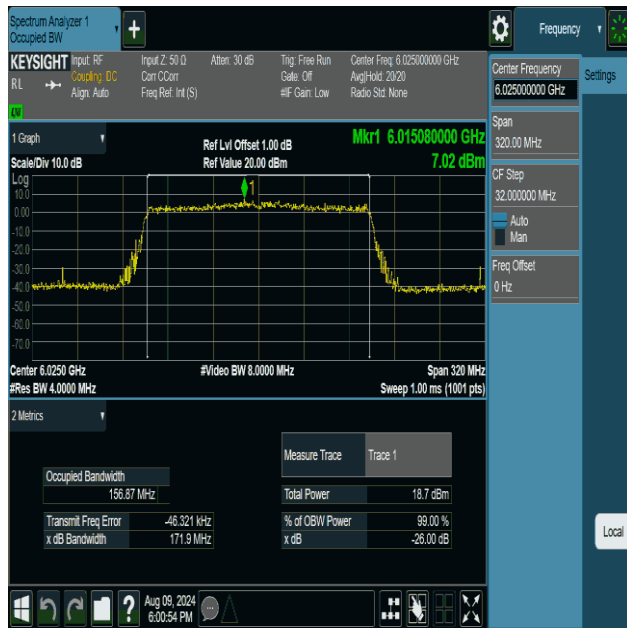 Spectrum Analyzer 1
Occupied BW
Frequency
KEYSIGHT
RL
LXI
Input: RF
Coupling: DC
Align: Auto
Input Z: 50 Ω
Corr CCorr
Freq Ref: Int (S)
Atten: 30 dB
Trig: Free Run
Gate: Off
#IF Gain: Low
Center Freq: 6.025000000 GHz
Avg|Hold: 20/20
Radio Std: None
Center Frequency
6.025000000 GHz
Settings
Span
320.00 MHz
CF Step
32.000000 MHz
Auto
Man
Freq Offset
0 Hz
1 Graph
Scale/Div 10.0 dB
Ref Lvl Offset 1.00 dB
Ref Value 20.00 dBm
Mkr1 6.015080000 GHz
7.02 dBm
Log
10.0
0.00
-10.0
-20.0
-30.0
-40.0
-50.0
-60.0
-70.0
1
Center 6.0250 GHz
#Res BW 4.0000 MHz
#Video BW 8.0000 MHz
Span 320 MHz
Sweep 1.00 ms (1001 pts)
2 Metrics
Measure Trace Trace 1
Occupied Bandwidth
156.87 MHz
Total Power 18.7 dBm
Transmit Freq Error -46.321 kHz
% of OBW Power 99.00 %
x dB Bandwidth 171.9 MHz
x dB -26.00 dB
Local
?
Aug 09, 2024
6:00:54 PM